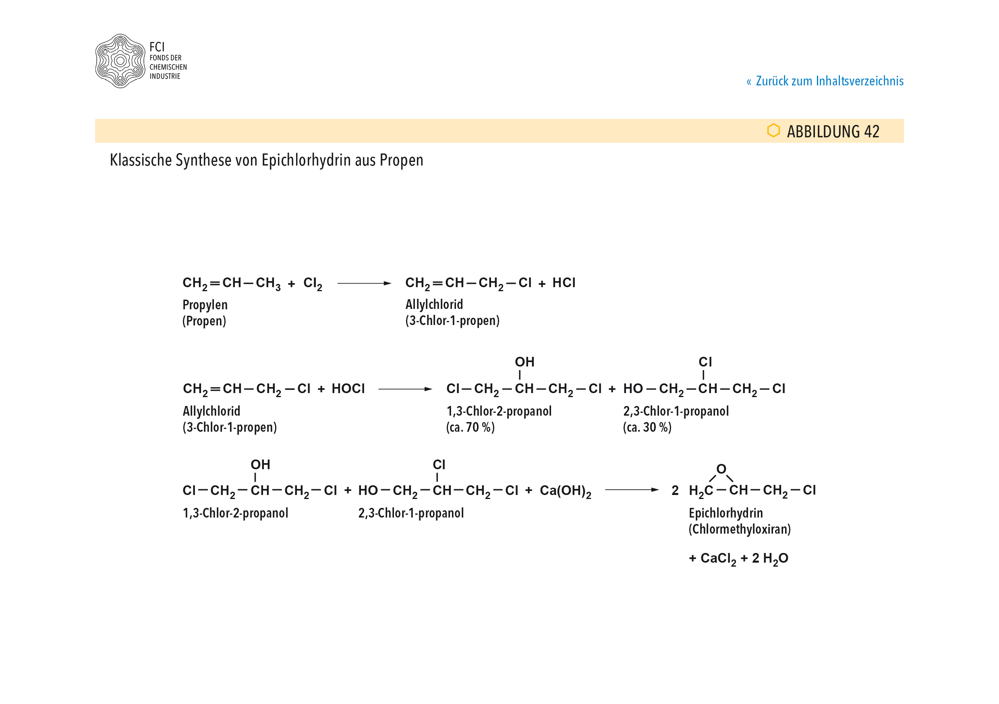 FCI
FONDS DER
CHEMISCHEN
INDUSTRIE
« Zurück zum Inhaltsverzeichnis
ABBILDUNG 42
Klassische Synthese von Epichlorhydrin aus Propen
CH₂=CH–CH₃ + Cl₂ → CH₂=CH–CH₂–Cl + HCl
Propylen Allylchlorid
(Propen) (3-Chlor-1-propen)
OH Cl
CH₂=CH–CH₂–Cl + HOCl → Cl–CH₂–CH–CH₂–Cl + HO–CH₂–CH–CH₂–Cl
Allylchlorid 1,3-Chlor-2-propanol 2,3-Chlor-1-propanol
(3-Chlor-1-propen) (ca. 70 %) (ca. 30 %)
OH Cl O
Cl–CH₂–CH–CH₂–Cl + HO–CH₂–CH–CH₂–Cl + Ca(OH)₂ → 2 H₂C–CH–CH₂–Cl
1,3-Chlor-2-propanol 2,3-Chlor-1-propanol Epichlorhydrin
(Chlormethyloxiran)
+ CaCl₂ + 2 H₂O